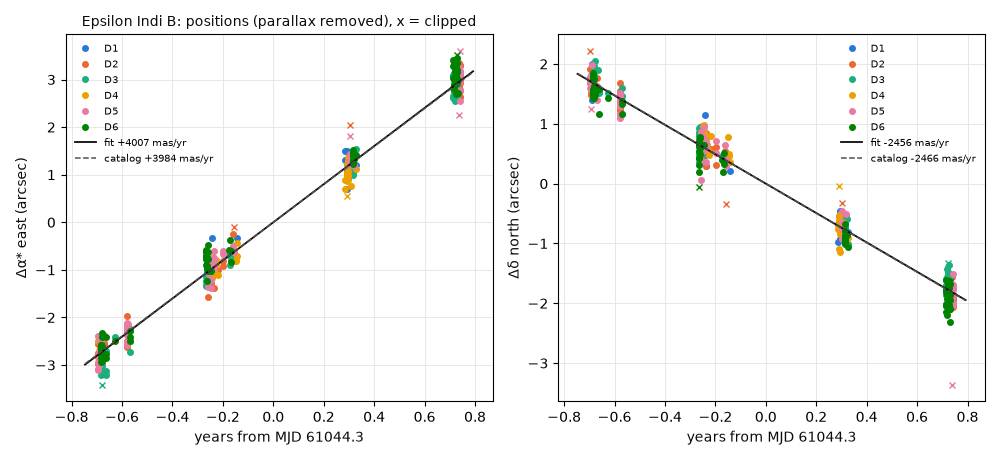 Epsilon Indi B: positions (parallax removed), x = clipped
Δα* east (arcsec)
3
2
1
0
−1
−2
−3
D1
D2
D3
D4
D5
D6
fit +4007 mas/yr
catalog +3984 mas/yr
−0.8
−0.6
−0.4
−0.2
0.0
0.2
0.4
0.6
0.8
years from MJD 61044.3
Δδ north (arcsec)
2
1
0
−1
−2
−3
D1
D2
D3
D4
D5
D6
fit -2456 mas/yr
catalog -2466 mas/yr
−0.8
−0.6
−0.4
−0.2
0.0
0.2
0.4
0.6
0.8
years from MJD 61044.3